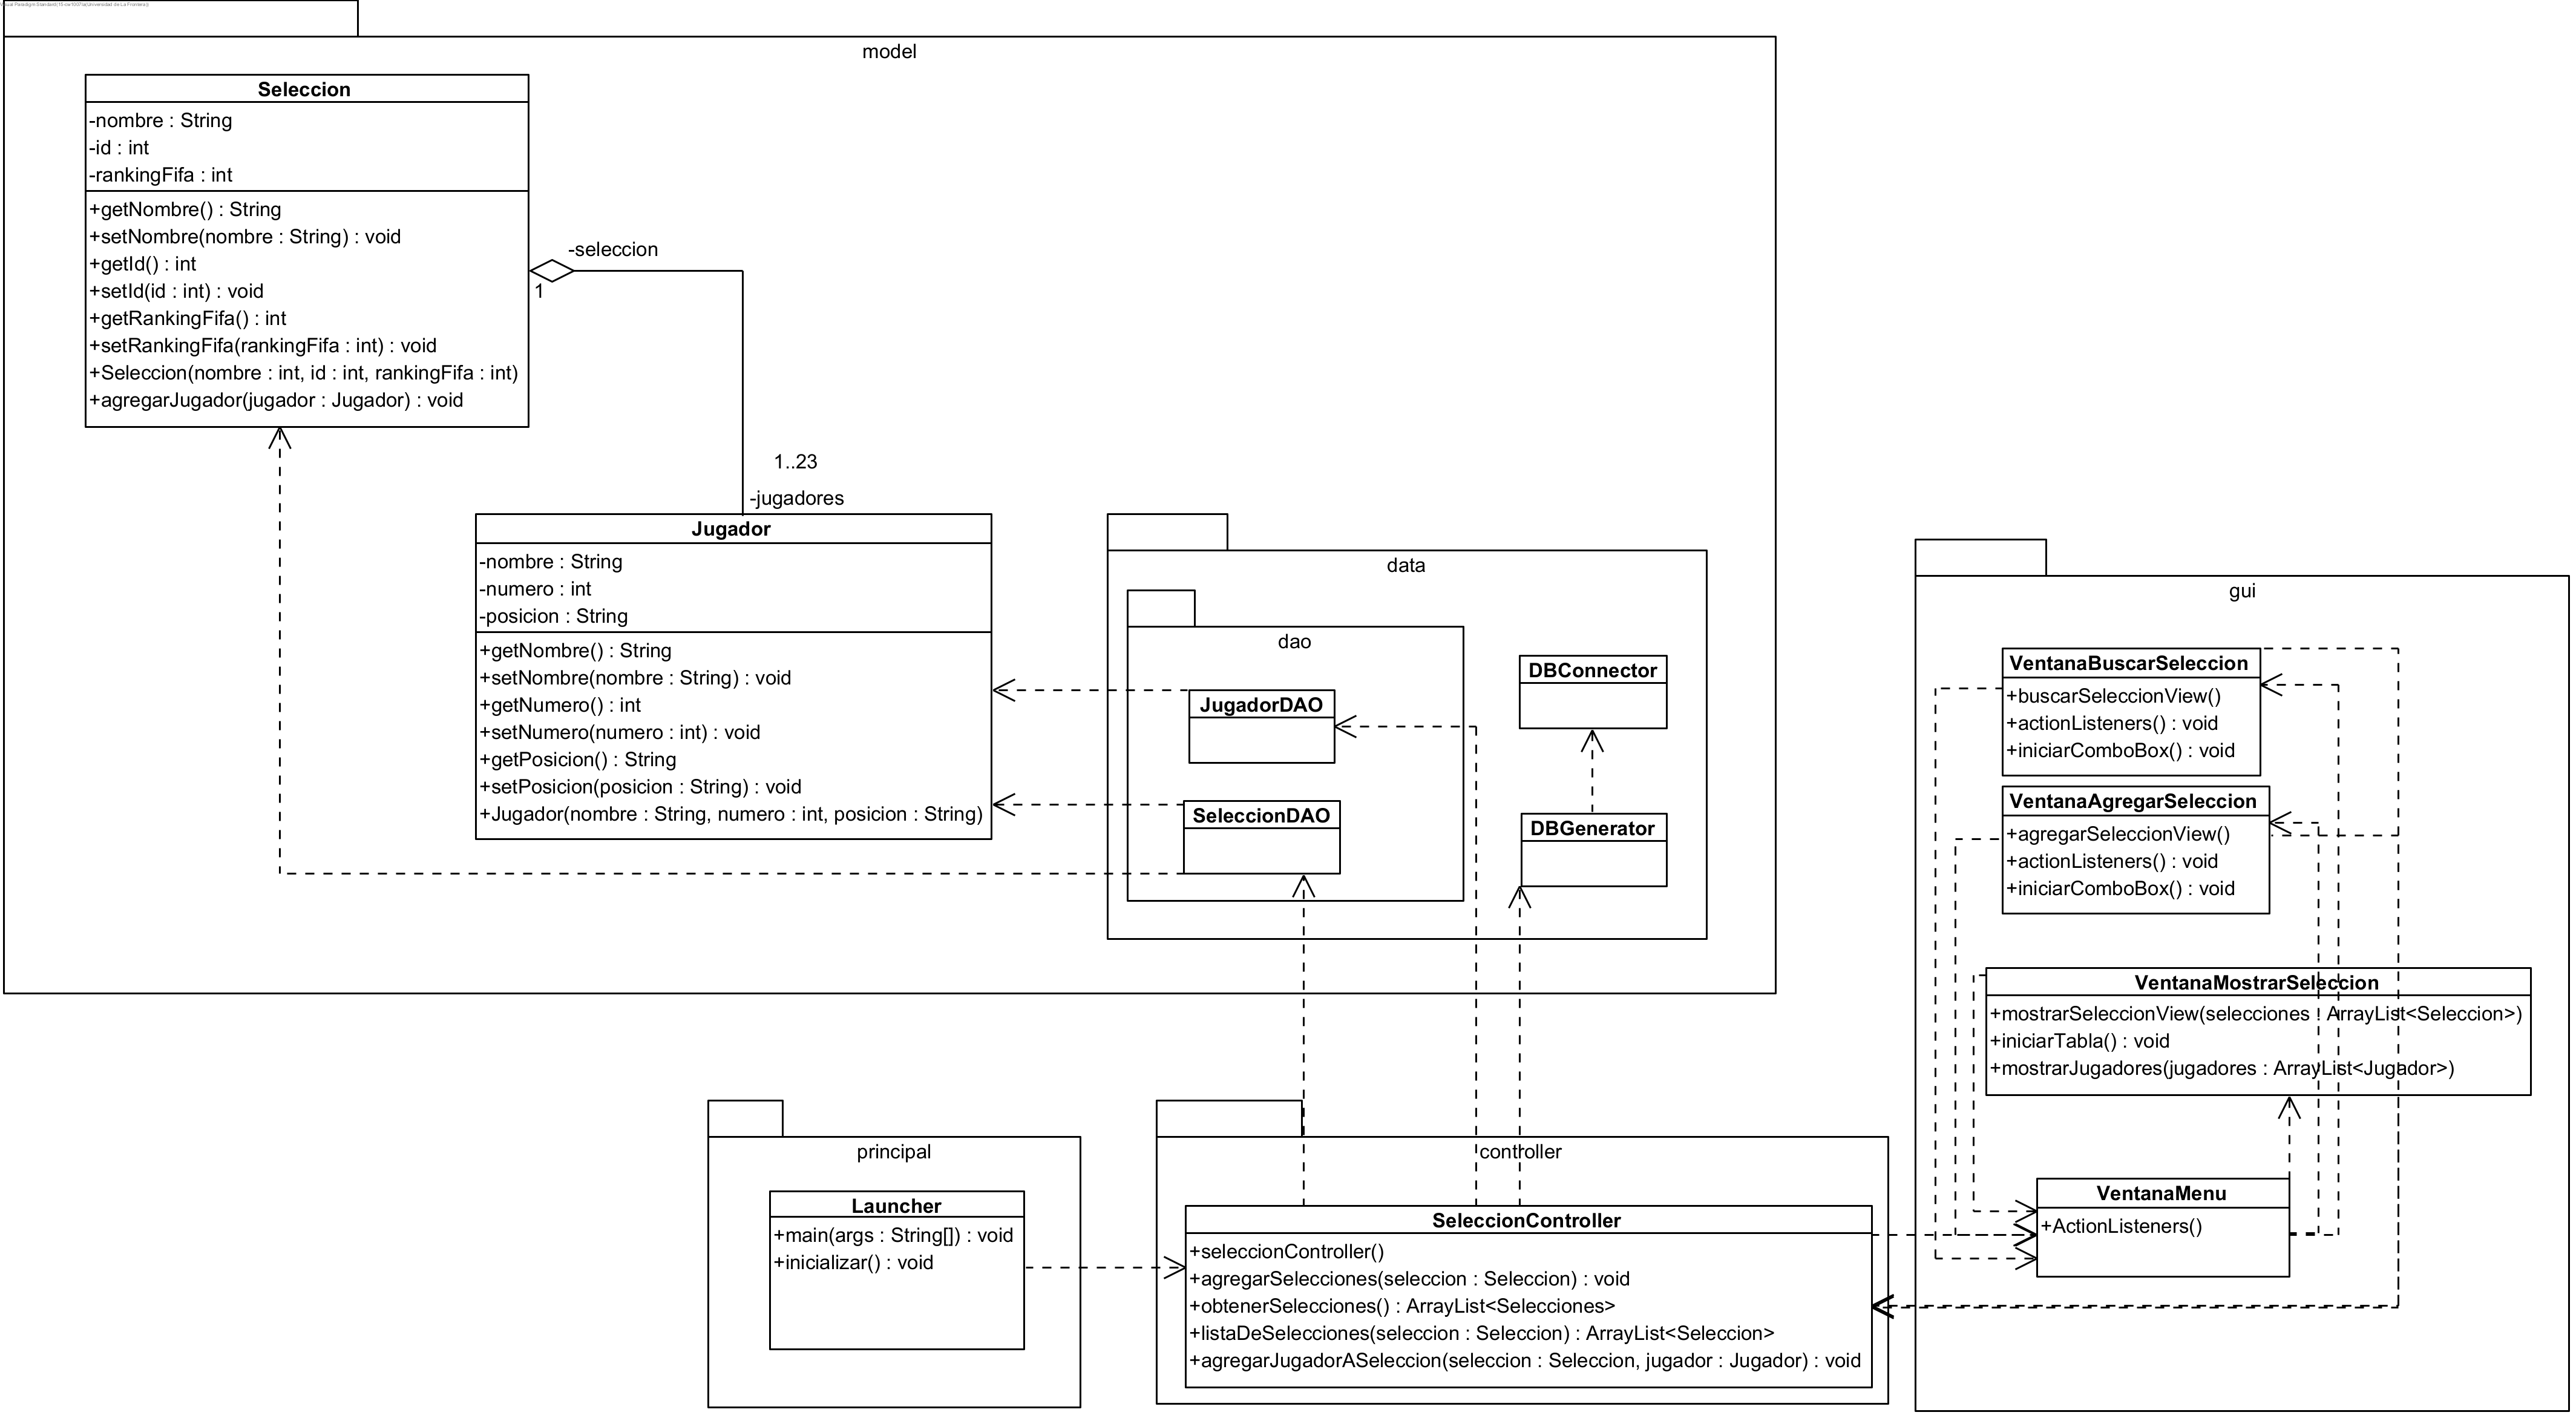 Visual Paradigm Standard(Universidad de La Frontera)
model
Seleccion
-nombre : String
-id : int
-rankingFifa : int
+getNombre() : String
+setNombre(nombre : String) : void
+getId() : int
+setId(id : int) : void
+getRankingFifa() : int
+setRankingFifa(rankingFifa : int) : void
+Seleccion(nombre : int, id : int, rankingFifa : int)
+agregarJugador(jugador : Jugador) : void
-seleccion
1
1..23
-jugadores
Jugador
-nombre : String
-numero : int
-posicion : String
+getNombre() : String
+setNombre(nombre : String) : void
+getNumero() : int
+setNumero(numero : int) : void
+getPosicion() : String
+setPosicion(posicion : String) : void
+Jugador(nombre : String, numero : int, posicion : String)
data
dao
JugadorDAO
SeleccionDAO
DBConnector
DBGenerator
gui
VentanaBuscarSeleccion
+buscarSeleccionView()
+actionListeners() : void
+iniciarComboBox() : void
VentanaAgregarSeleccion
+agregarSeleccionView()
+actionListeners() : void
+iniciarComboBox() : void
VentanaMostrarSeleccion
+mostrarSeleccionView(selecciones : ArrayList<Seleccion>)
+iniciarTabla() : void
+mostrarJugadores(jugadores : ArrayList<Jugador>)
VentanaMenu
+ActionListeners()
principal
Launcher
+main(args : String[]) : void
+inicializar() : void
controller
SeleccionController
+seleccionController()
+agregarSelecciones(seleccion : Seleccion) : void
+obtenerSelecciones() : ArrayList<Selecciones>
+listaDeSelecciones(seleccion : Seleccion) : ArrayList<Seleccion>
+agregarJugadorASeleccion(seleccion : Seleccion, jugador : Jugador) : void